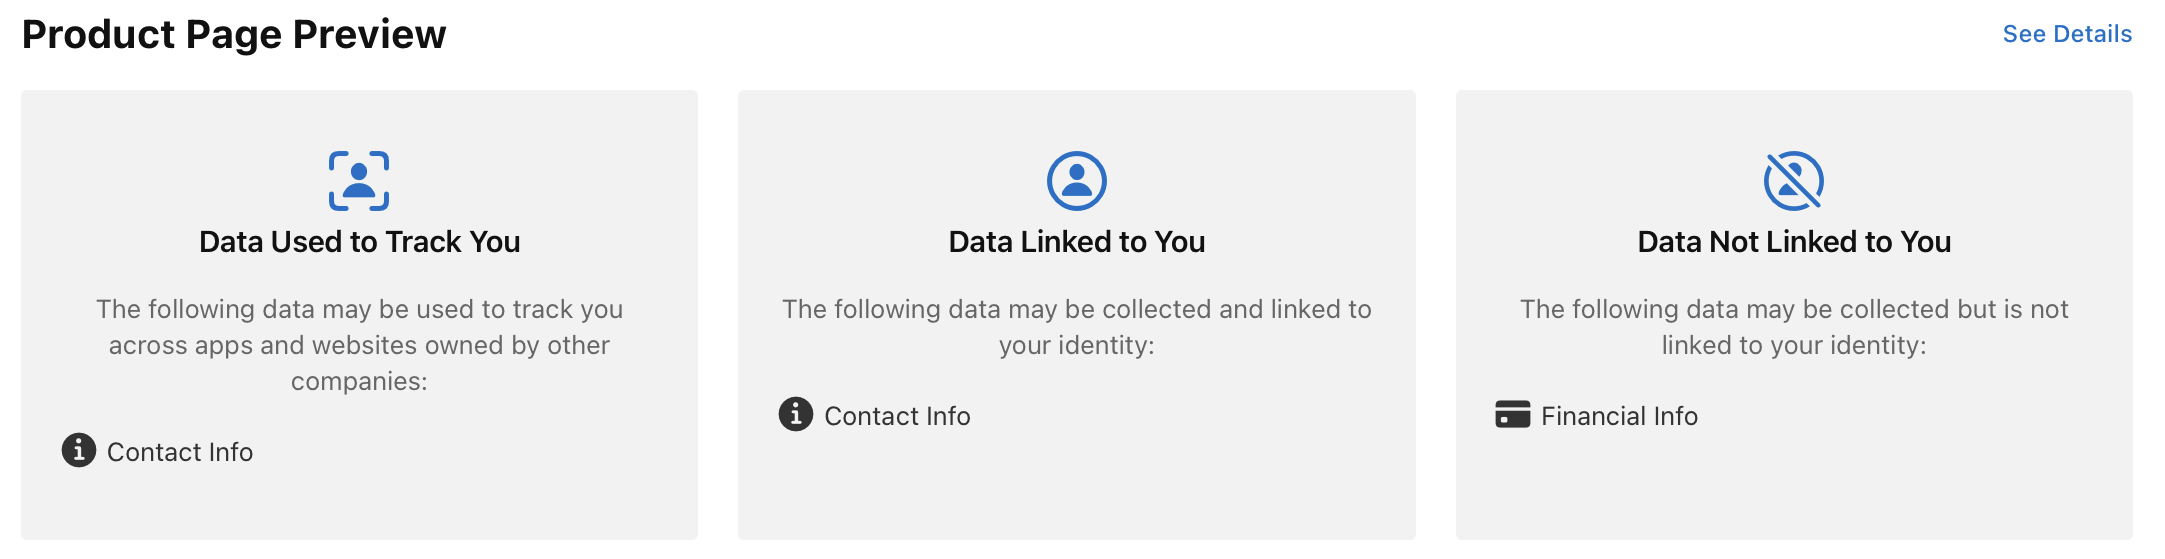 Product Page Preview
See Details
Data Used to Track You
The following data may be used to track you
across apps and websites owned by other
companies:
Contact Info
Data Linked to You
The following data may be collected and linked to
your identity:
Contact Info
Data Not Linked to You
The following data may be collected but is not
linked to your identity:
Financial Info